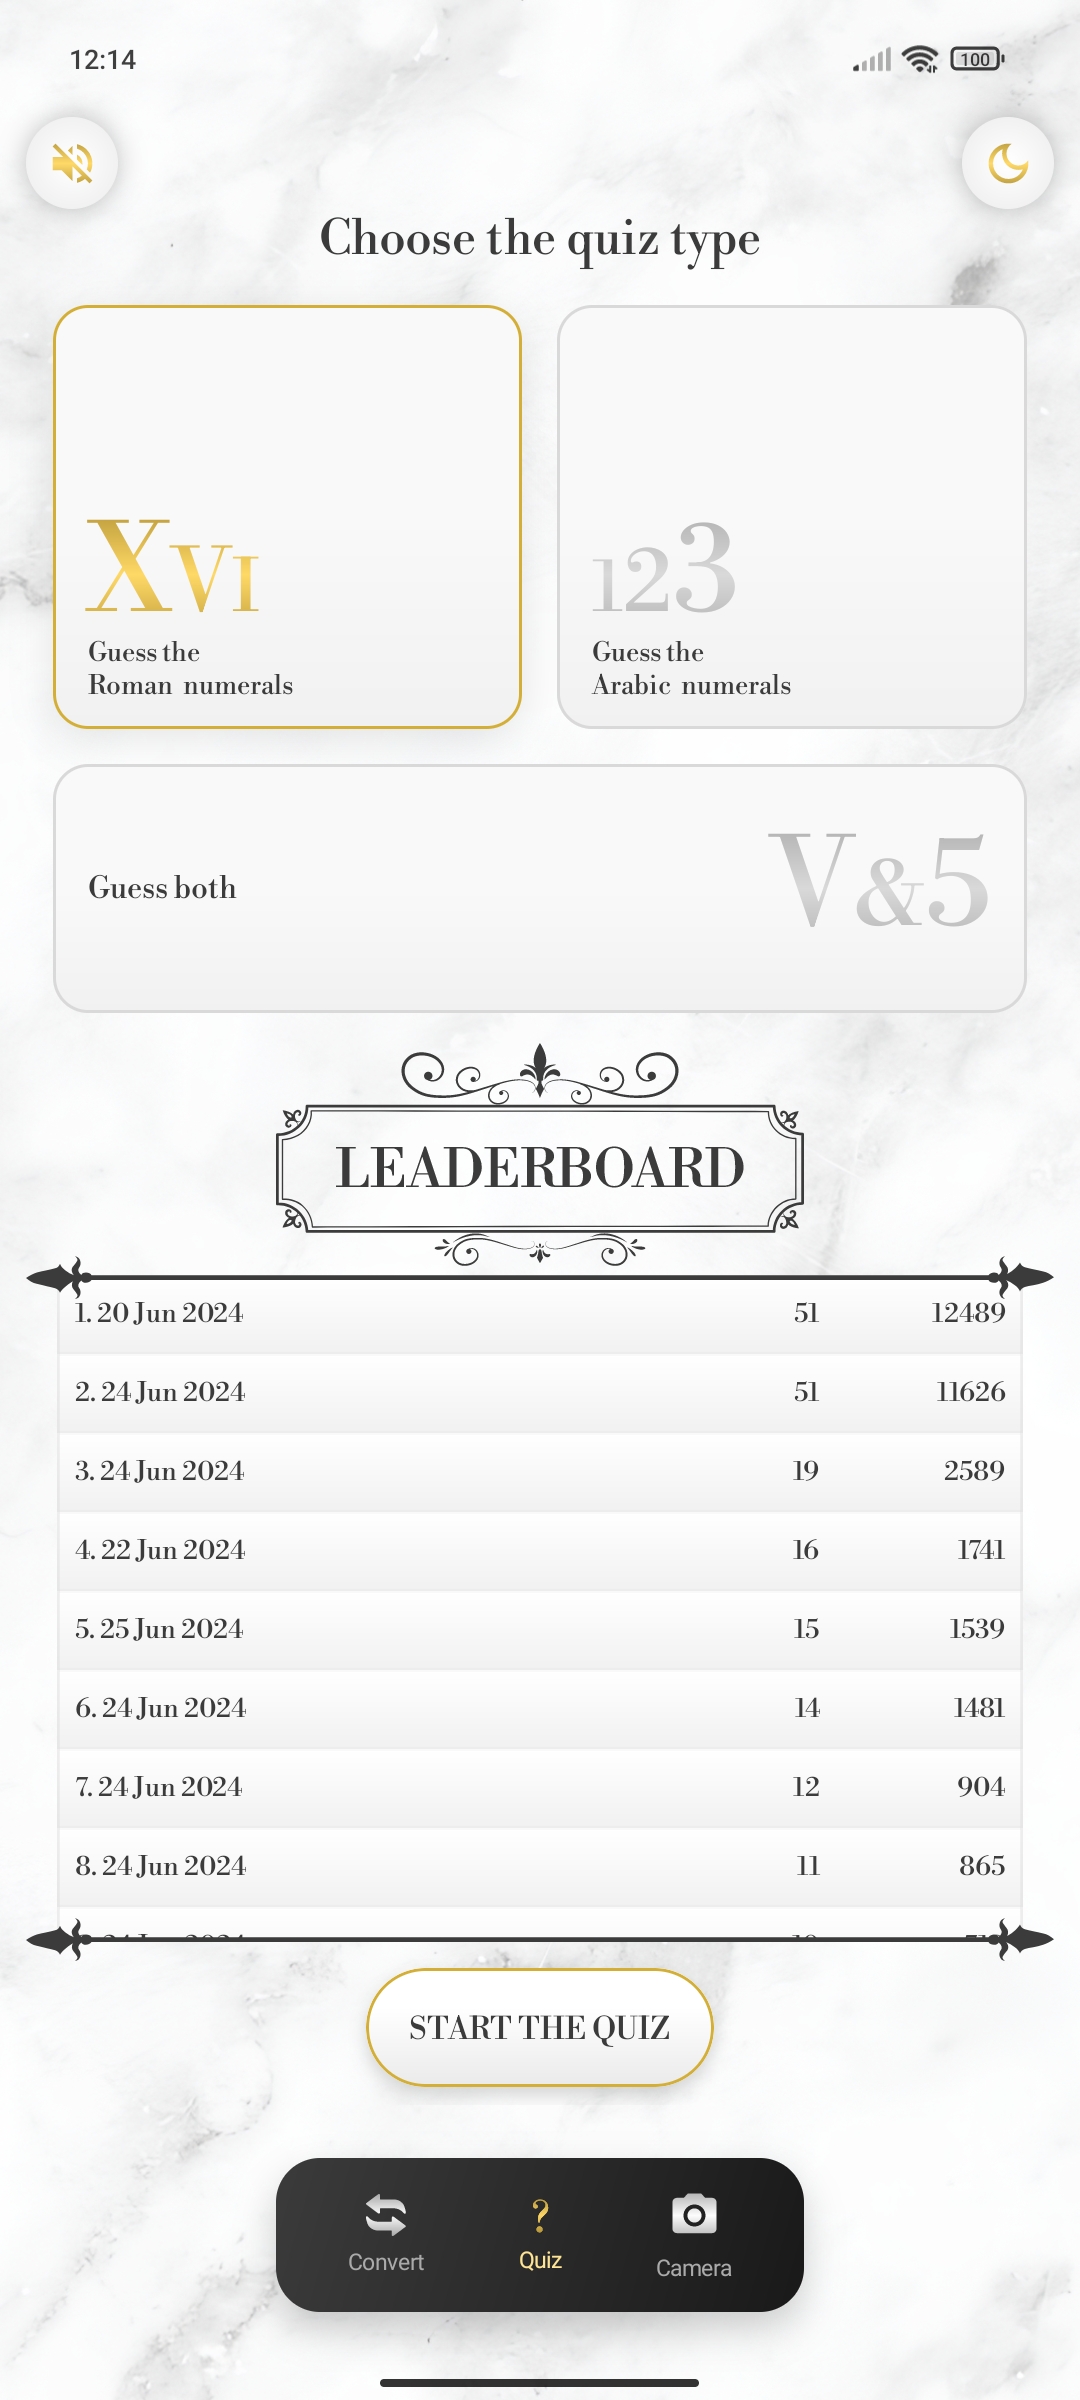 12:14
100
Choose the quiz type
XVI
Guess the
Roman numerals
123
Guess the
Arabic numerals
Guess both
V&5
LEADERBOARD
1. 20 Jun 2024 51 12489
2. 24 Jun 2024 51 11626
3. 24 Jun 2024 19 2589
4. 22 Jun 2024 16 1741
5. 25 Jun 2024 15 1539
6. 24 Jun 2024 14 1481
7. 24 Jun 2024 12 904
8. 24 Jun 2024 11 865
START THE QUIZ
?
Convert Quiz Camera